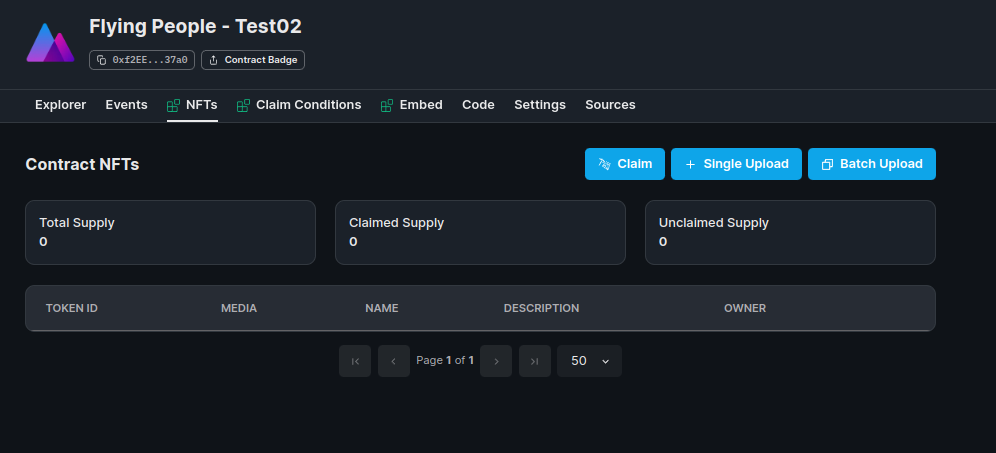 Flying People - Test02
0xf2EE...37a0 Contract Badge
Explorer Events NFTs Claim Conditions Embed Code Settings Sources
Contract NFTs
Claim + Single Upload Batch Upload
Total Supply Claimed Supply Unclaimed Supply
0 0 0
TOKEN ID MEDIA NAME DESCRIPTION OWNER
Page 1 of 1 50